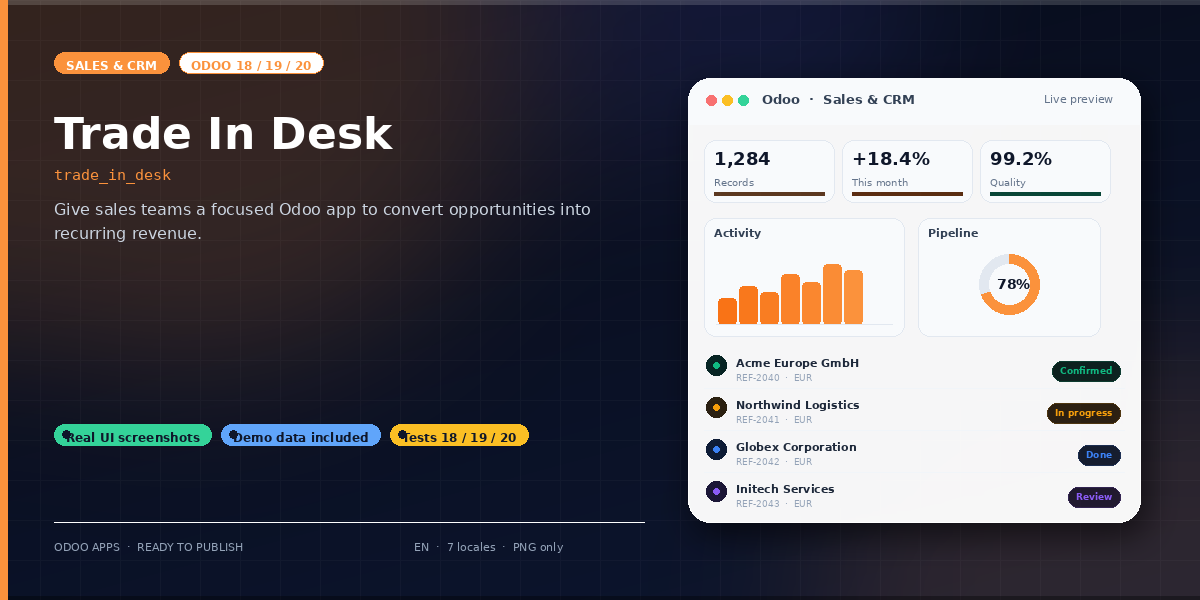 SALES & CRM
ODOO 18 / 19 / 20
Trade In Desk
trade_in_desk
Give sales teams a focused Odoo app to convert opportunities into
recurring revenue.
Real UI screenshots
Demo data included
Tests 18 / 19 / 20
ODOO APPS · READY TO PUBLISH
EN · 7 locales · PNG only
Odoo · Sales & CRM
Live preview
1,284
Records
+18.4%
This month
99.2%
Quality
Activity
Pipeline
78%
Acme Europe GmbH
REF-2040 · EUR
Confirmed
Northwind Logistics
REF-2041 · EUR
In progress
Globex Corporation
REF-2042 · EUR
Done
Initech Services
REF-2043 · EUR
Review